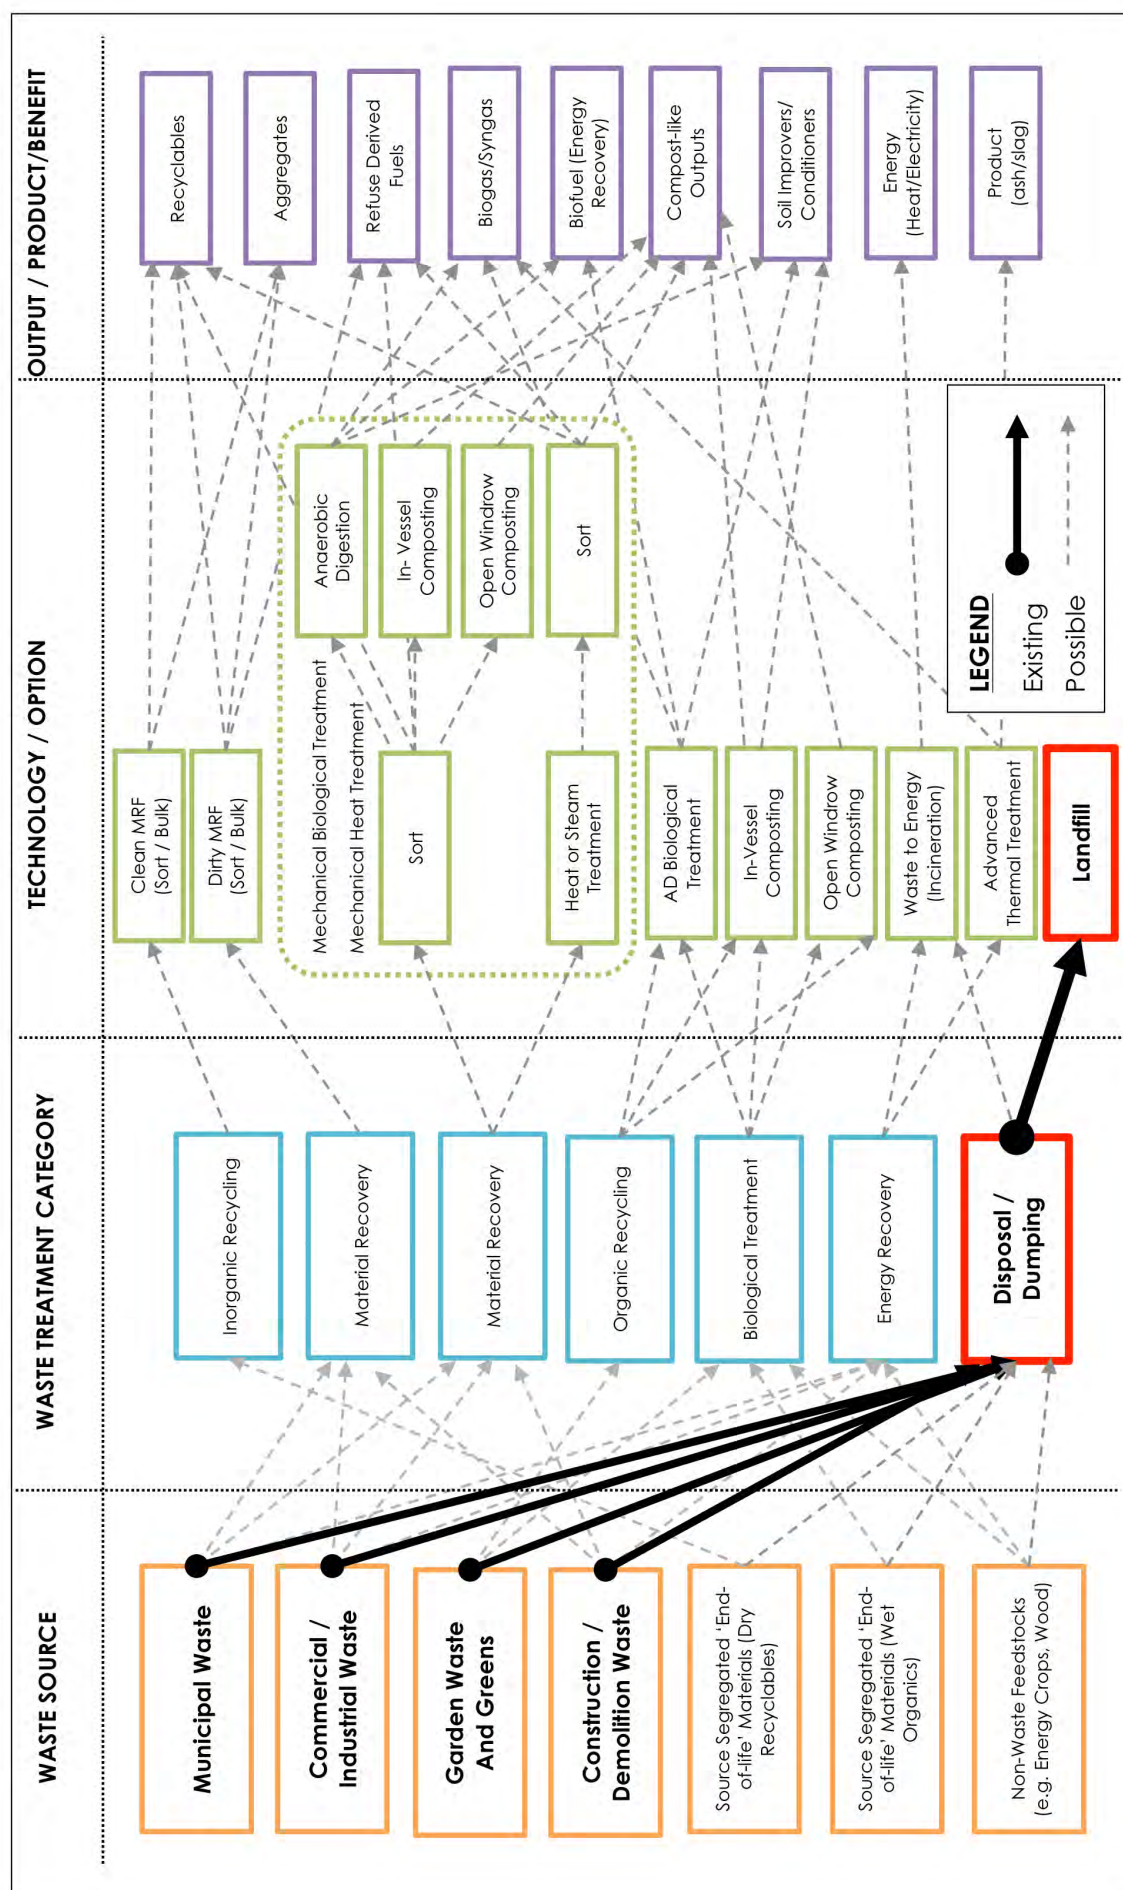 WASTE SOURCE
WASTE TREATMENT CATEGORY
TECHNOLOGY / OPTION
OUTPUT / PRODUCT/BENEFIT
Municipal Waste
Commercial /
Industrial Waste
Garden Waste
And Greens
Construction /
Demolition Waste
Source Segregated ‘End-
of-life’ Materials (Dry
Recyclables)
Source Segregated ‘End-
of-life’ Materials (Wet
Organics)
Non-Waste Feedstocks
(e.g. Energy Crops, Wood)
Inorganic Recycling
Material Recovery
Material Recovery
Organic Recycling
Biological Treatment
Energy Recovery
Disposal /
Dumping
Clean MRF
(Sort / Bulk)
Dirty MRF
(Sort / Bulk)
Mechanical Biological Treatment
Mechanical Heat Treatment
Sort
Heat or Steam
Treatment
Anaerobic
Digestion
In- Vessel
Composting
Open Windrow
Composting
Sort
AD Biological
Treatment
In-Vessel
Composting
Open Windrow
Composting
Waste to Energy
(Incineration)
Advanced
Thermal Treatment
Landfill
Recyclables
Aggregates
Refuse Derived
Fuels
Biogas/Syngas
Biofuel (Energy
Recovery)
Compost-like
Outputs
Soil Improvers/
Conditioners
Energy
(Heat/Electricity)
Product
(ash/slag)
LEGEND
Existing
Possible